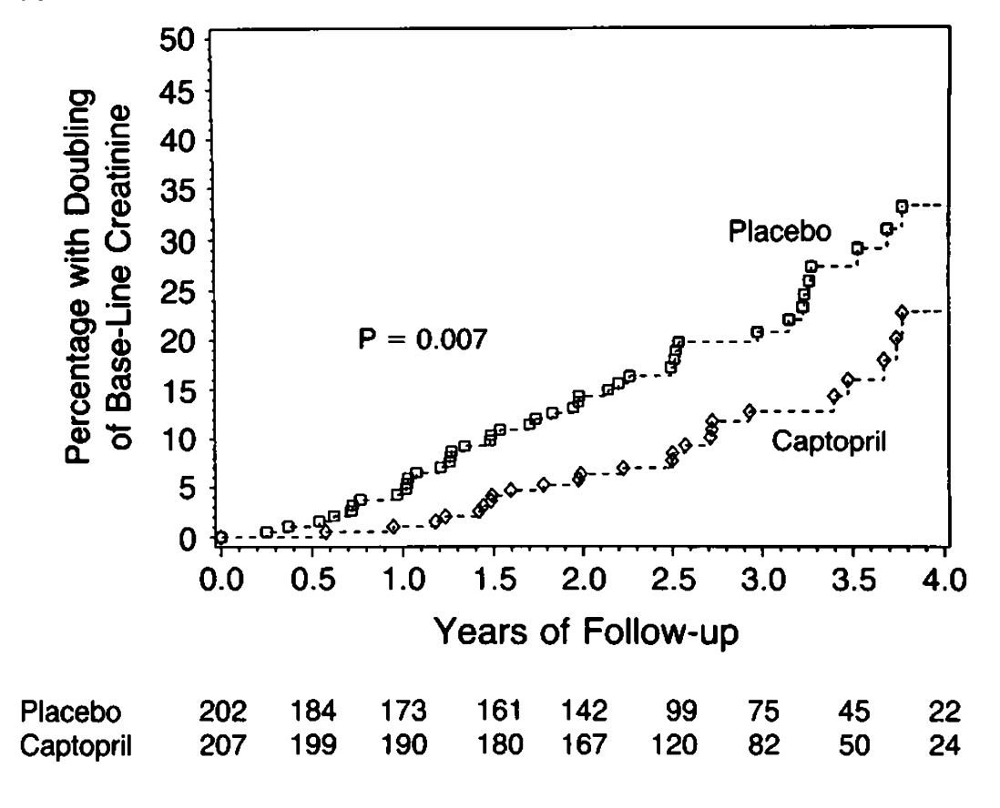 Percentage with Doubling
of Base-Line Creatinine
50
45
40
35
30
25
20
15
10
5
0
Placebo
P = 0.007
Captopril
0.0 0.5 1.0 1.5 2.0 2.5 3.0 3.5 4.0
Years of Follow-up
Placebo 202 184 173 161 142 99 75 45 22
Captopril 207 199 190 180 167 120 82 50 24